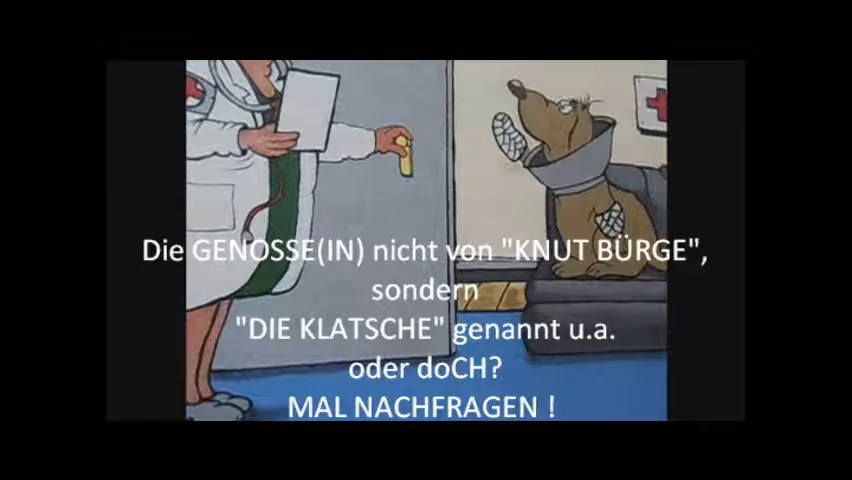 Die GENOSSE(IN) nicht von "KNUT BÜRGE",
sondern
"DIE KLATSCHE" genannt u.a.
oder doCH?
MAL NACHFRAGEN !